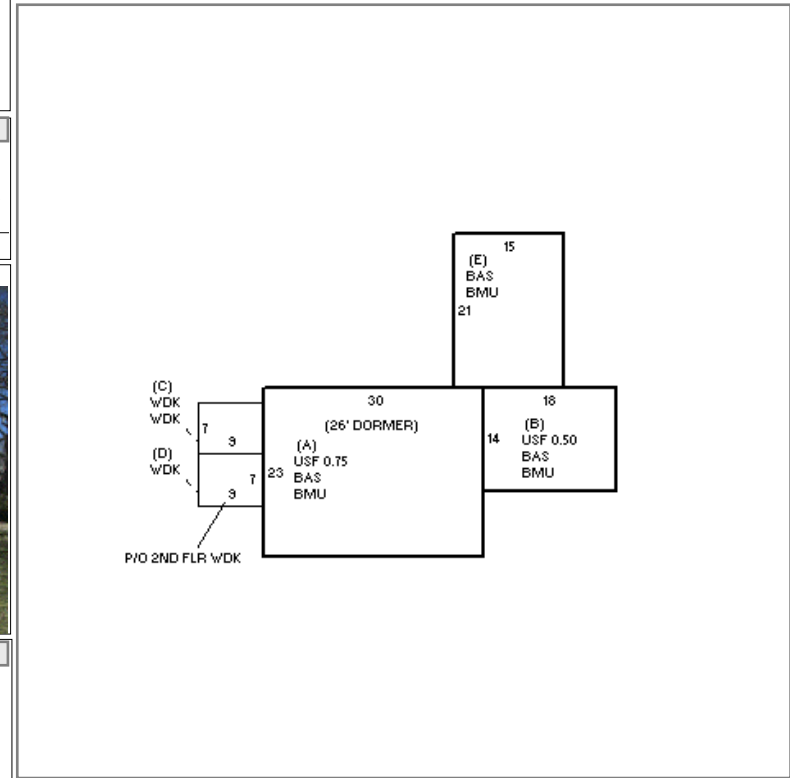 15
(E)
BAS
BMU
21
(C)
WDK
WDK
7
9
(D)
WDK
7
9
P/O 2ND FLR WDK
30
(26' DORMER)
(A)
USF 0.75
BAS
BMU
23
18
(B)
USF 0.50
BAS
BMU
14